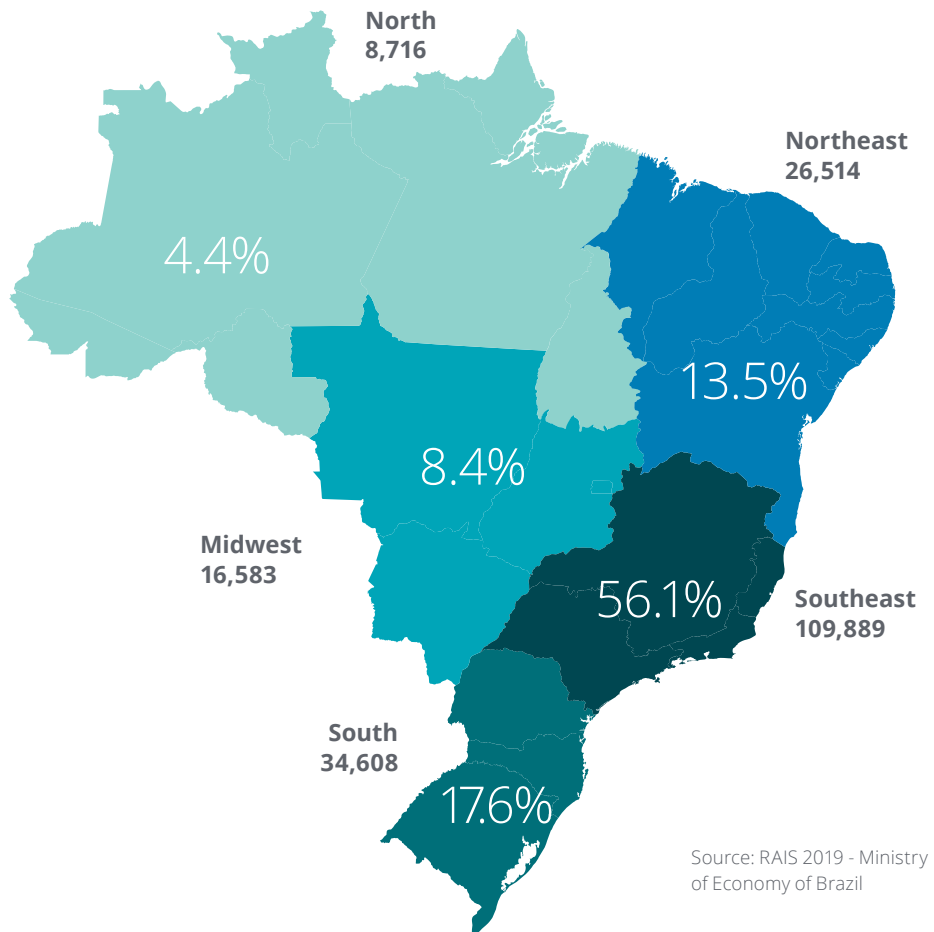 North
8,716
Northeast
26,514
4.4%
13.5%
8.4%
Midwest
16,583
56.1%
Southeast
109,889
South
34,608
17.6%
Source: RAIS 2019 - Ministry
of Economy of Brazil